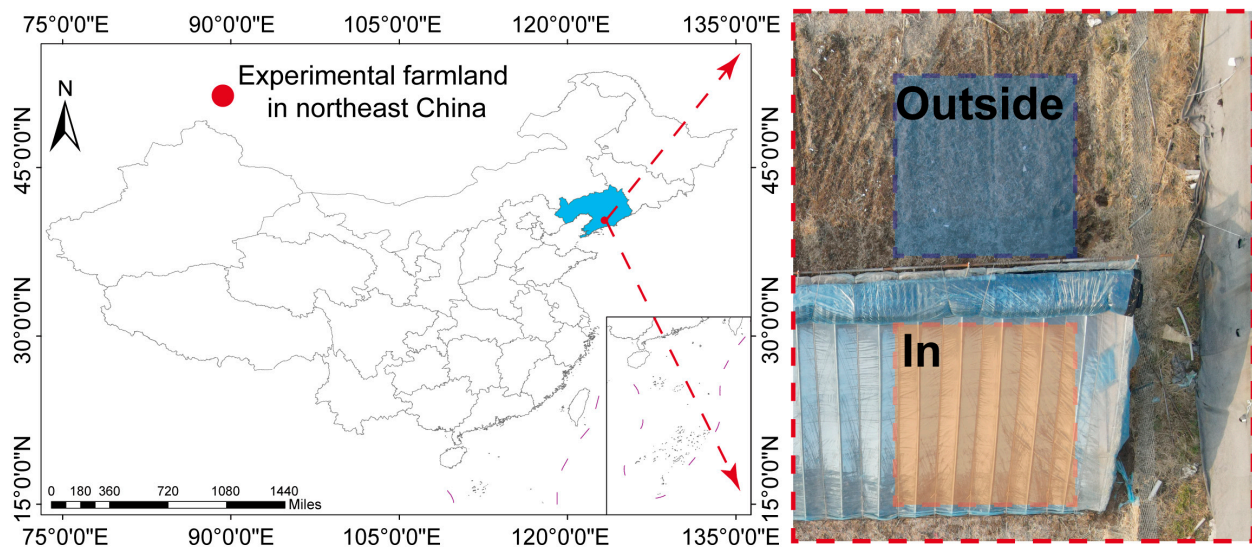 75°0'0"E 90°0'0"E 105°0'0"E 120°0'0"E 135°0'0"E
N
Experimental farmland
in northeast China
45°0'0"N
30°0'0"N
15°0'0"N
45°0'0"N
30°0'0"N
15°0'0"N
0 180 360 720 1080 1440
Miles
75°0'0"E 90°0'0"E 105°0'0"E 120°0'0"E 135°0'0"E
Outside
In